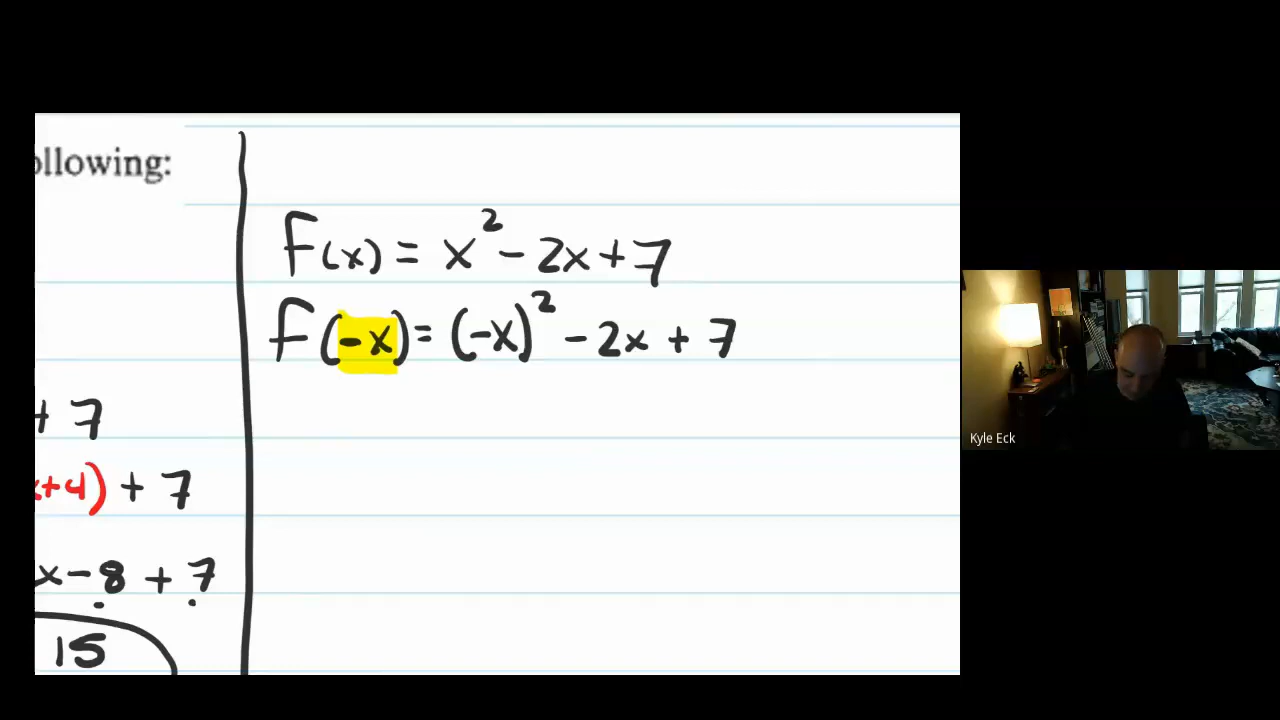 ollowing:
f(x) = x² - 2x + 7
f(-x) = (-x)² - 2x + 7
+ 7
x+4) + 7
x - 8 + 7
15
Kyle Eck